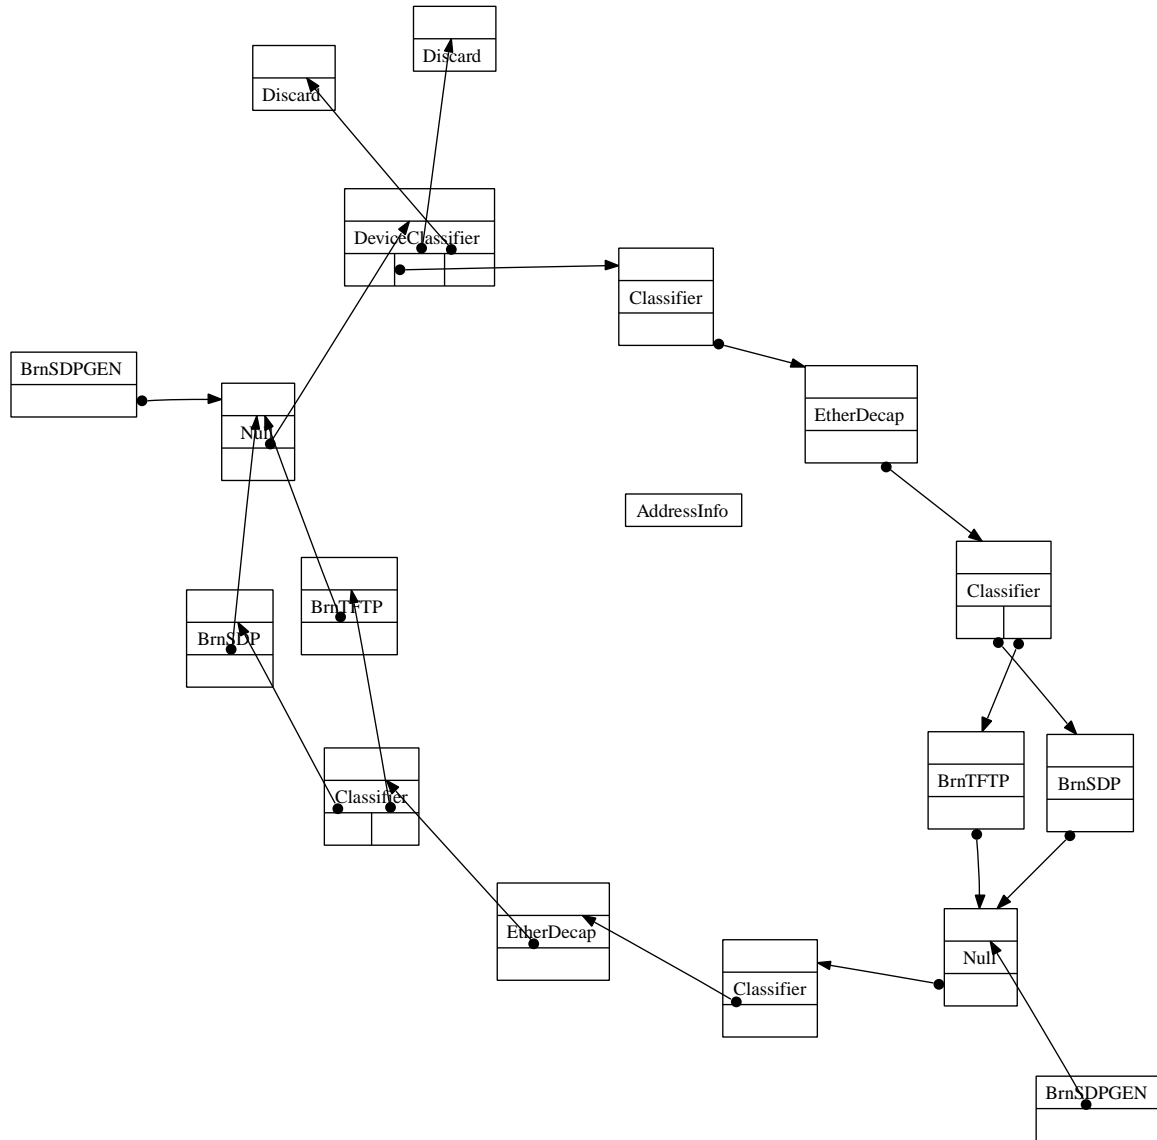 Discard
Discard
DeviceClassifier
Classifier
BrnSDPGEN
EtherDecap
Null
AddressInfo
Classifier
BrnTFTP
BrnSDP
BrnTFTP
BrnSDP
Classifier
EtherDecap
Null
Classifier
BrnSDPGEN